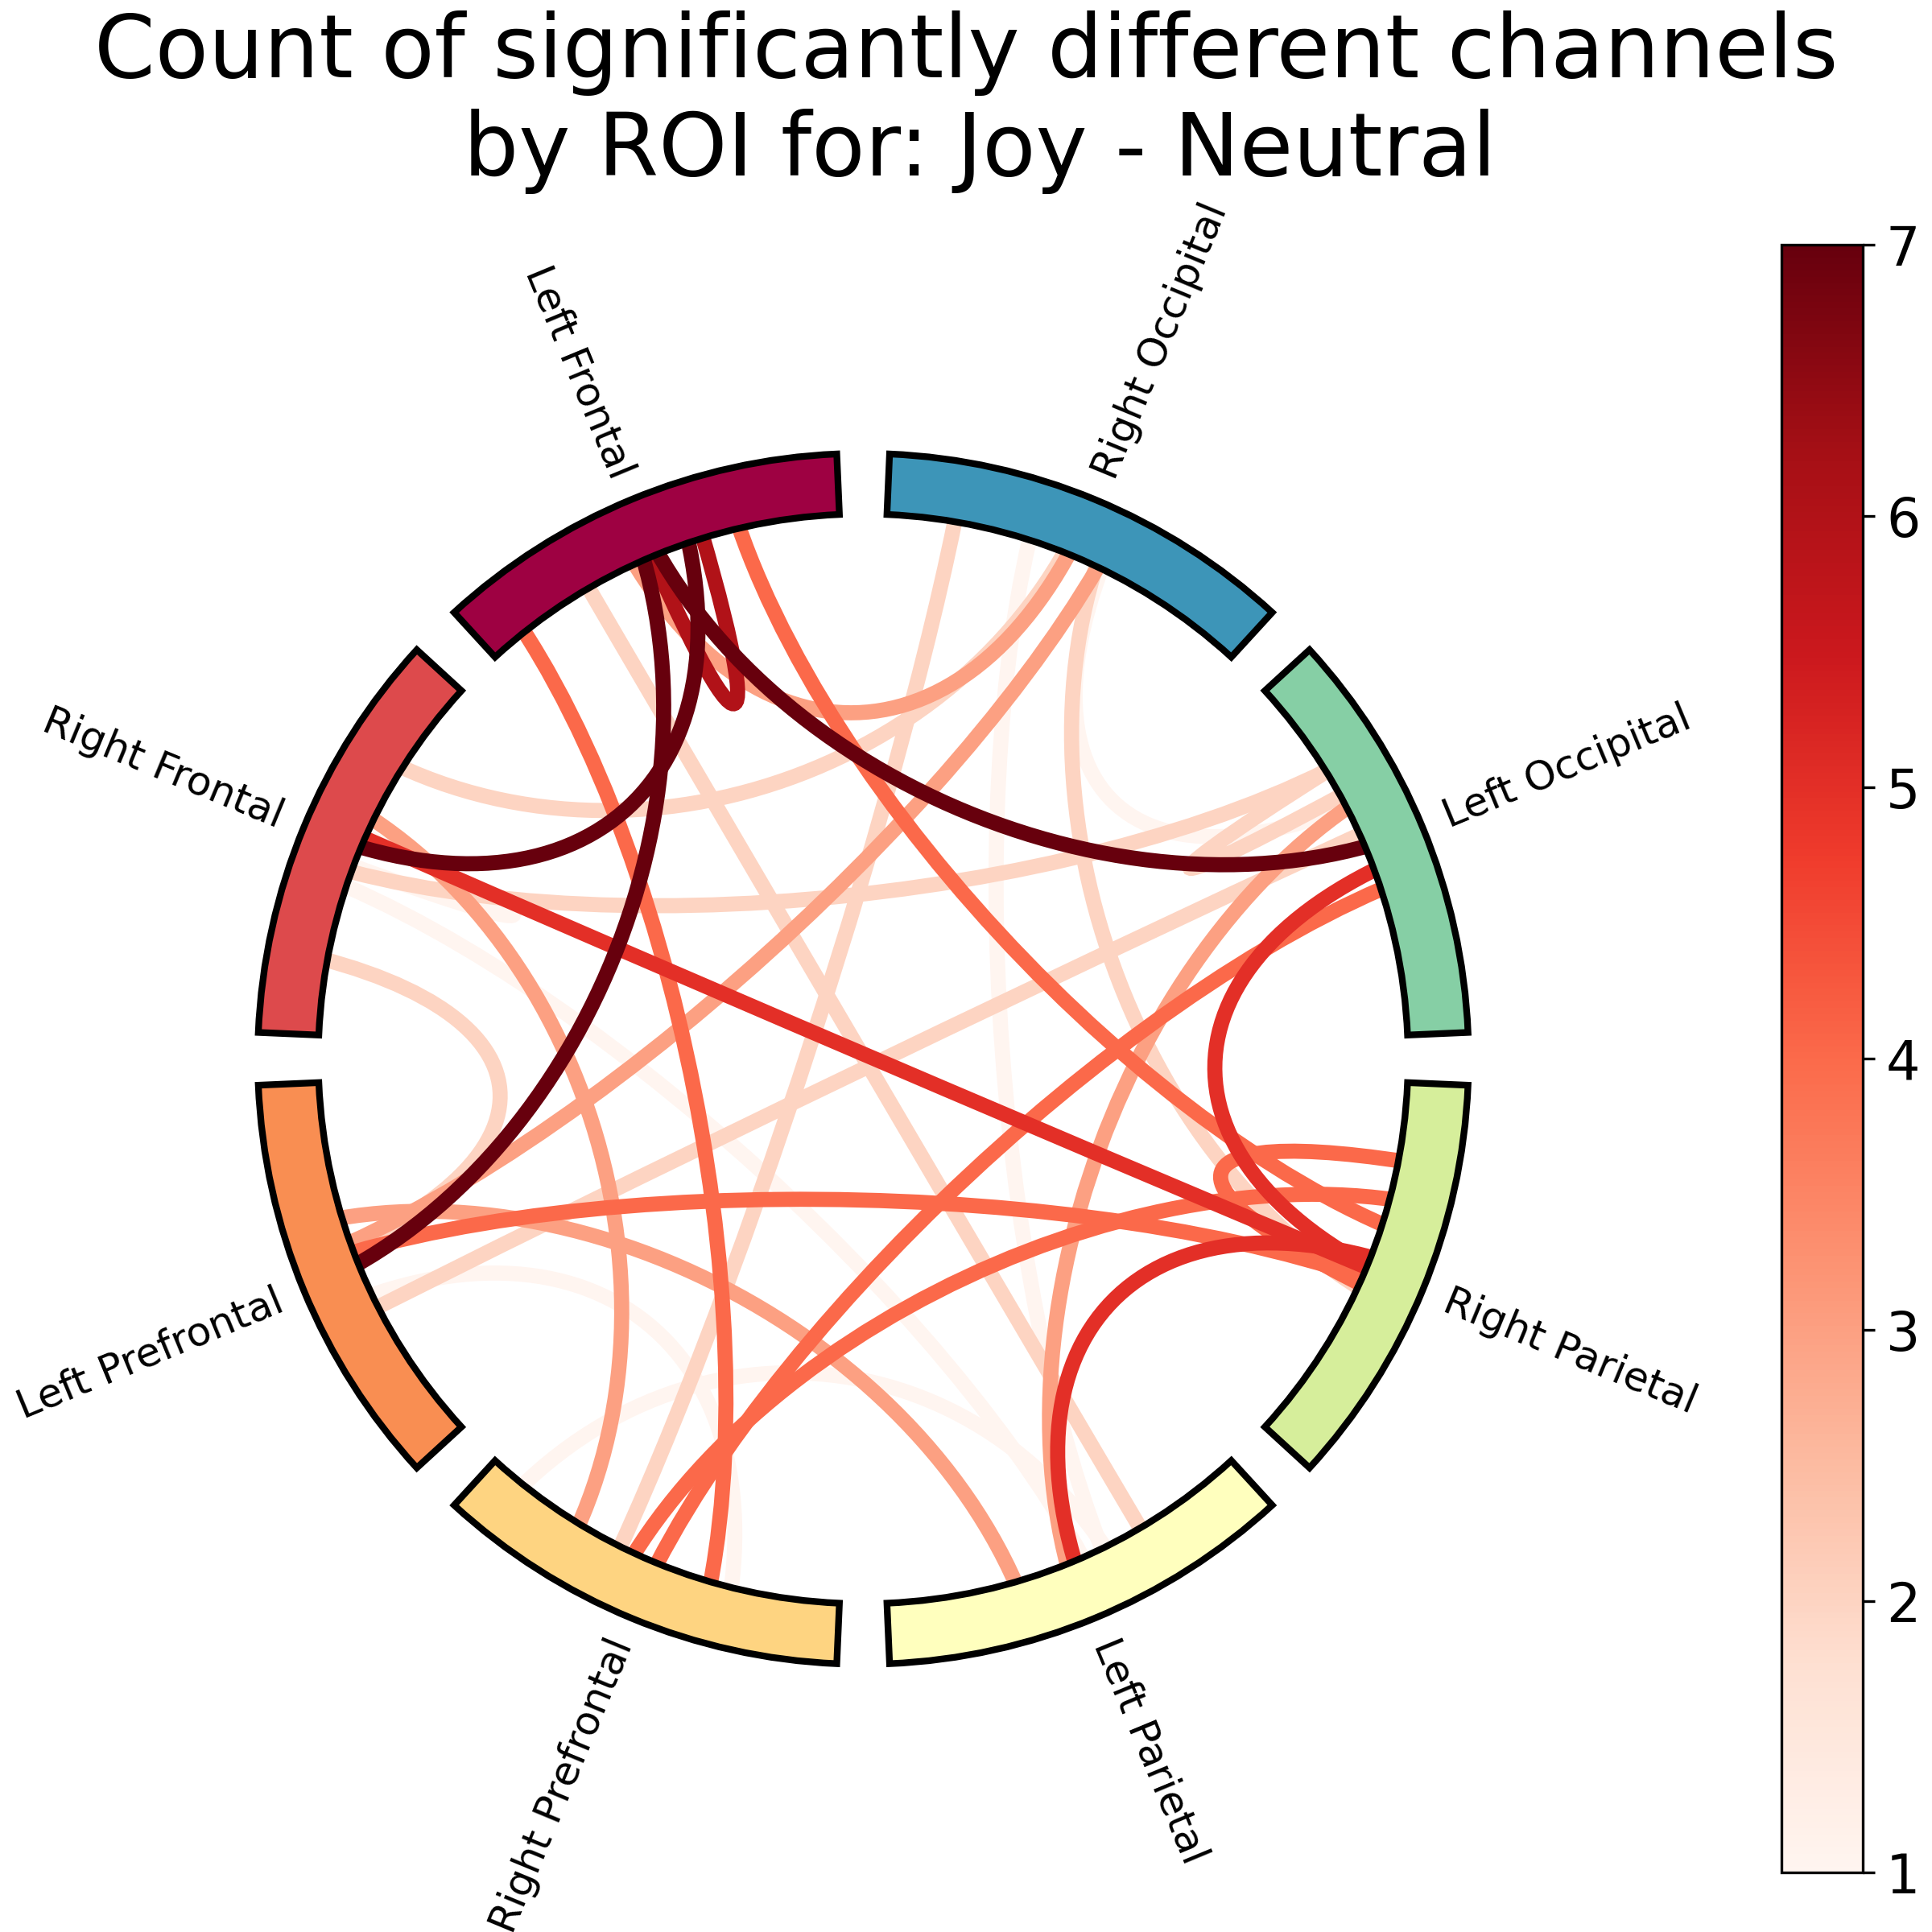 Count of significantly different channels
by ROI for: Joy - Neutral
Right Occipital
Left Frontal
Left Occipital
Right Frontal
Right Parietal
Left Prefrontal
Left Parietal
Right Prefrontal
7
6
5
4
3
2
1